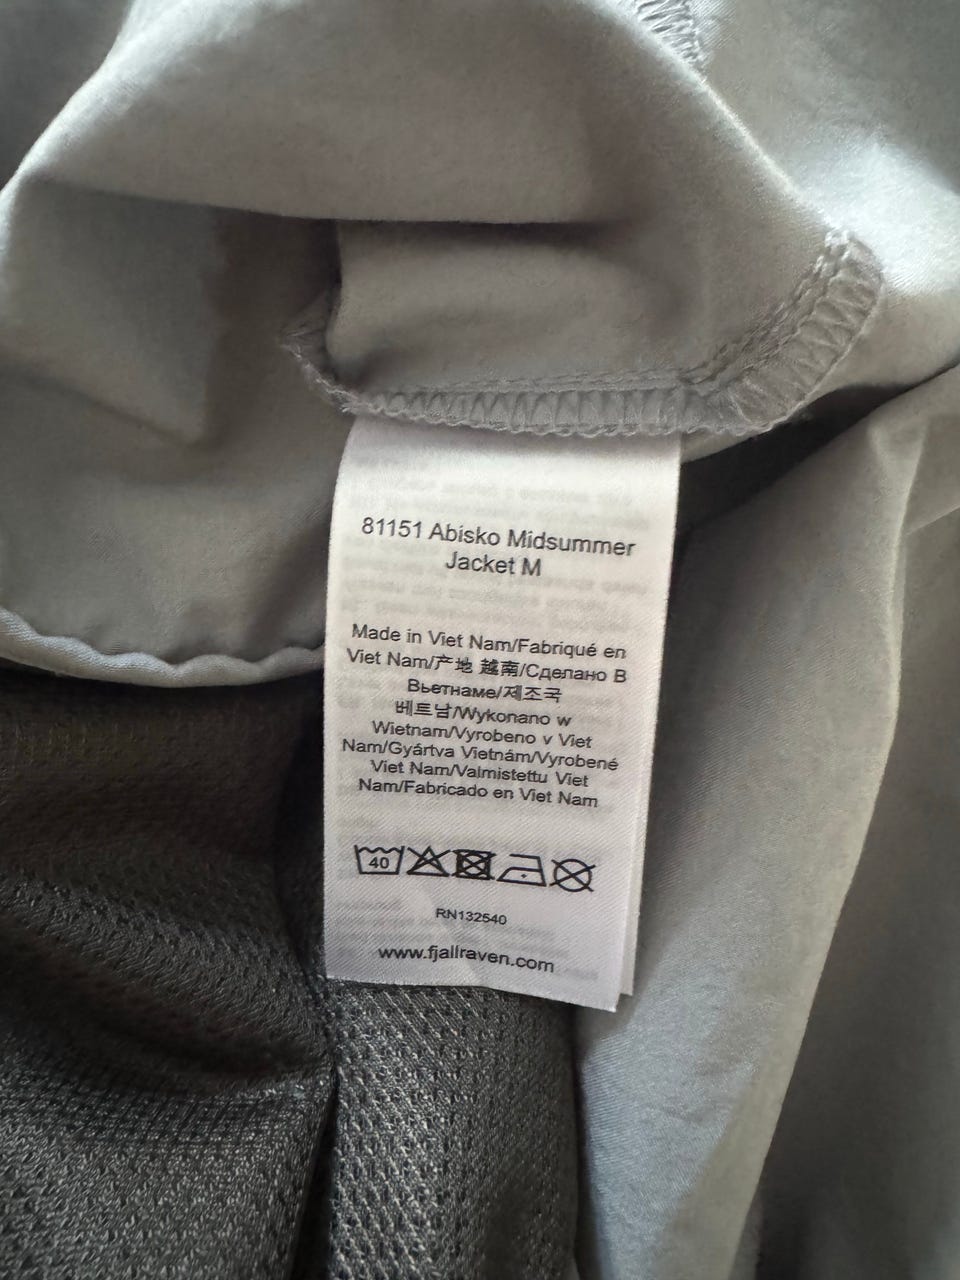 81151 Abisko Midsummer
Jacket M
Made in Viet Nam/Fabriqué en
Viet Nam/产地 越南/Сделано В
Вьетнаме/제조국
베트남/Wykonano w
Wietnam/Vyrobeno v Viet
Nam/Gyártva Vietnám/Vyrobené
Viet Nam/Valmistettu Viet
Nam/Fabricado en Viet Nam
40
RN132540
www.fjallraven.com